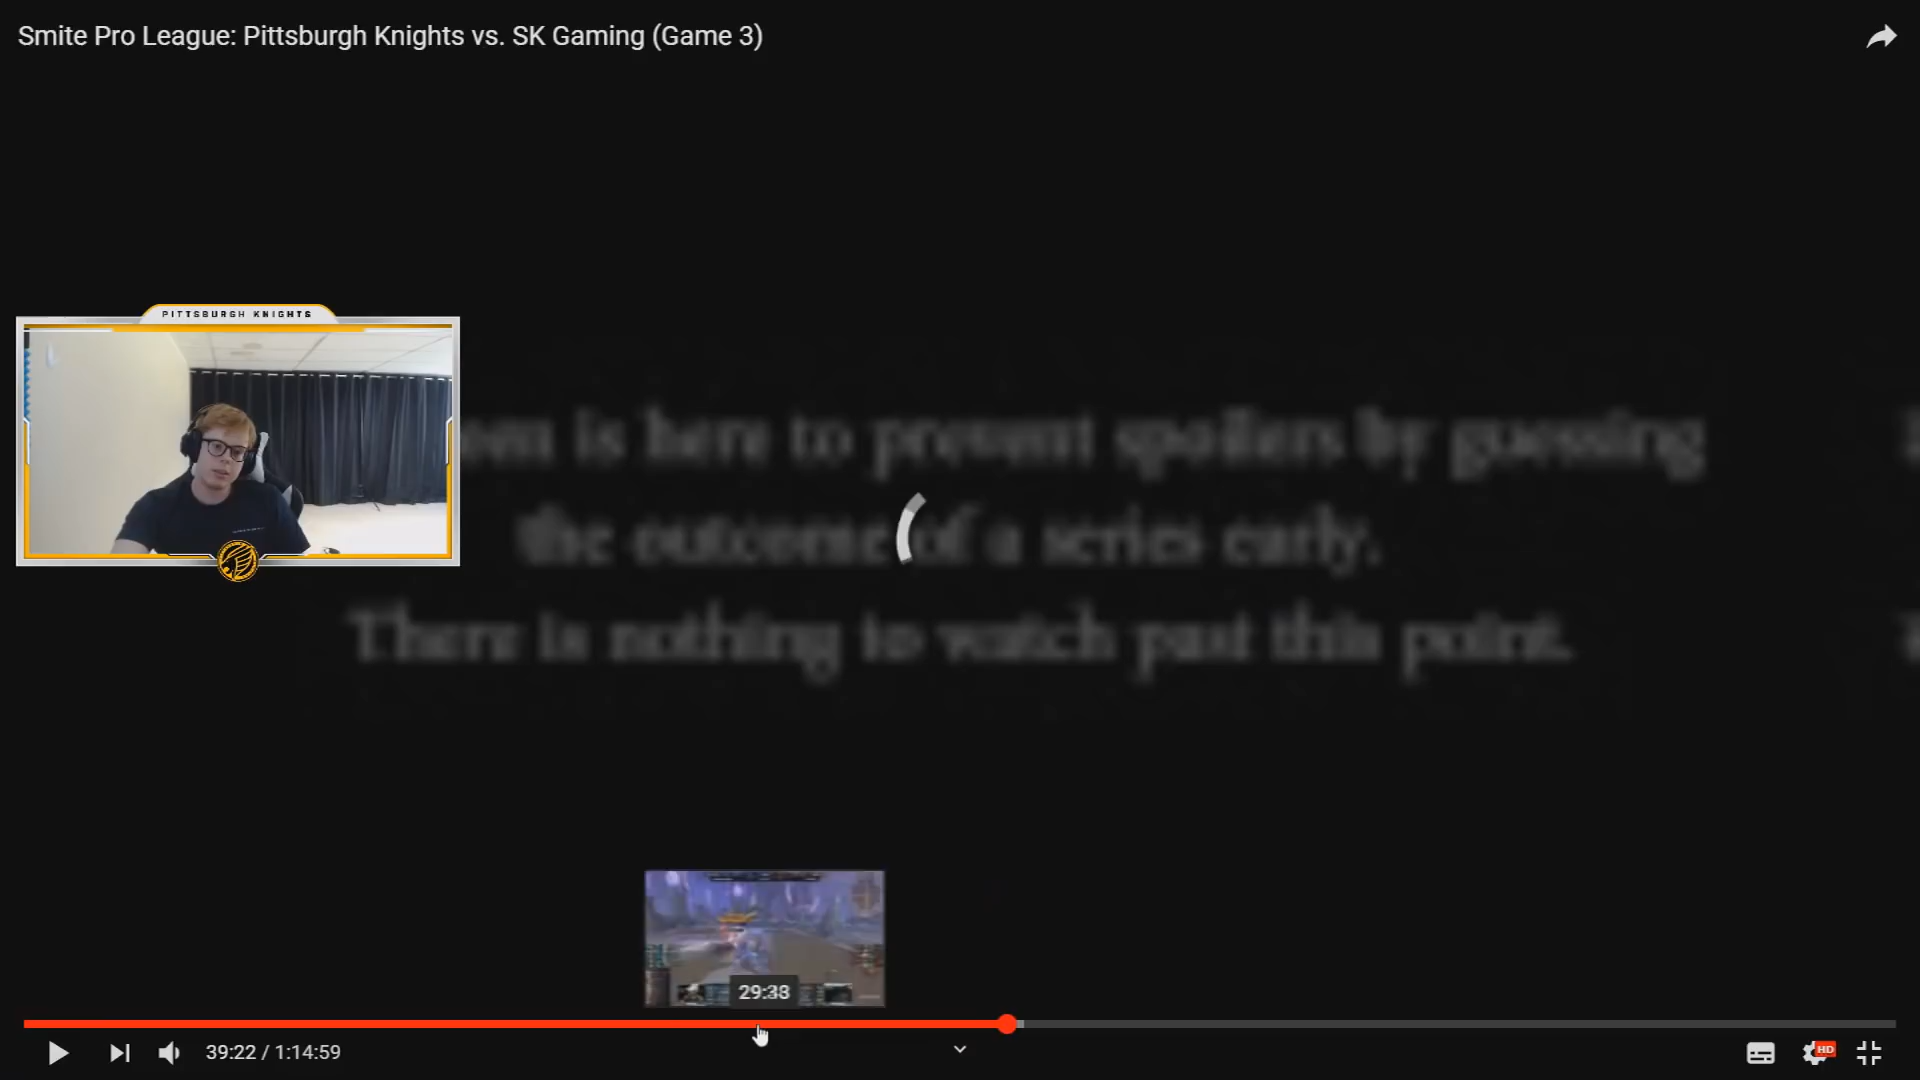 Smite Pro League: Pittsburgh Knights vs. SK Gaming (Game 3)
PITTSBURGH KNIGHTS
is here to prevent spoilers by guessing
the outcome of a series early.
There is nothing to watch past this point.
29:38
39:22 / 1:14:59
HD